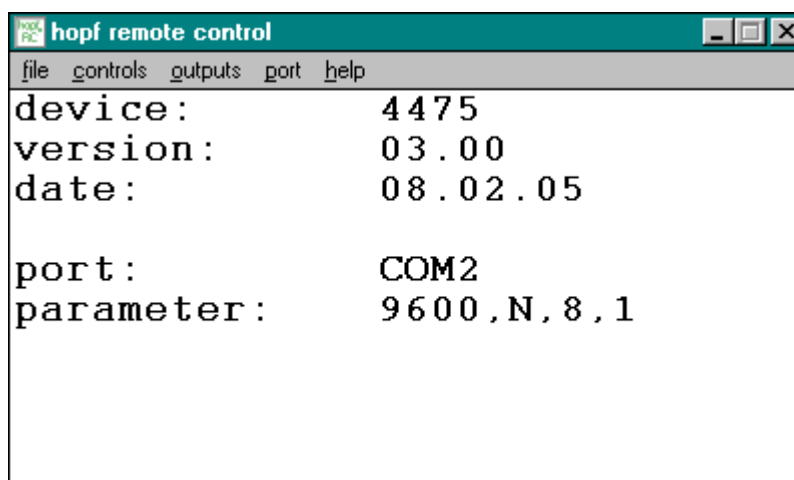 hopf remote control
file controls outputs port help
device: 4475
version: 03.00
date: 08.02.05
port: COM2
parameter: 9600,N,8,1